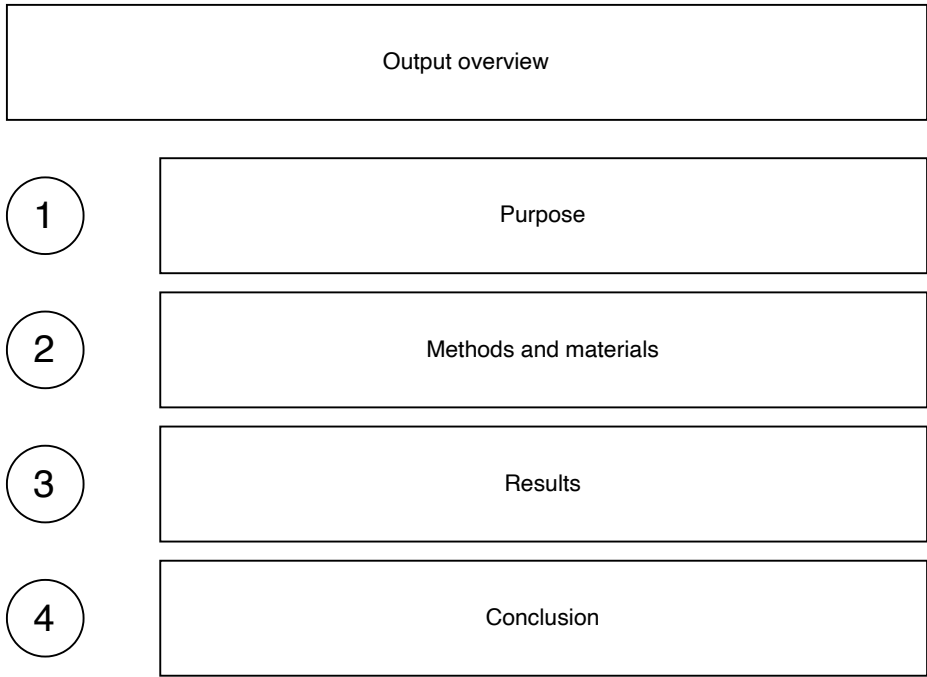 Output overview
1
Purpose
2
Methods and materials
3
Results
4
Conclusion